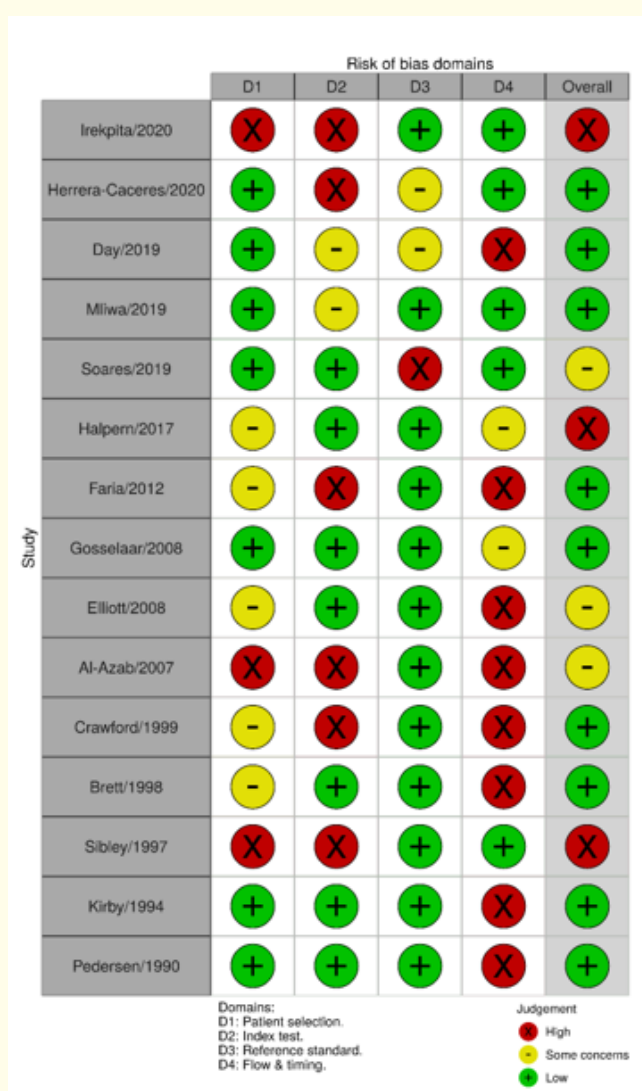 Risk of bias domains
D1 D2 D3 D4 Overall
Study
Irekpita/2020 X X + + X
Herrera-Caceres/2020 + X - + +
Day/2019 + - - X +
Mliwa/2019 + - + + +
Soares/2019 + + X + -
Halpern/2017 - + + - X
Faria/2012 - X + X +
Gosselaar/2008 + + + - +
Elliott/2008 - + + X -
Al-Azab/2007 X X + X -
Crawford/1999 - X + X +
Brett/1998 - + + X +
Sibley/1997 X X + + X
Kirby/1994 + + + X +
Pedersen/1990 + + + X +
Domains:
D1: Patient selection.
D2: Index test.
D3: Reference standard.
D4: Flow & timing.
Judgement
X High
- Some concerns
+ Low